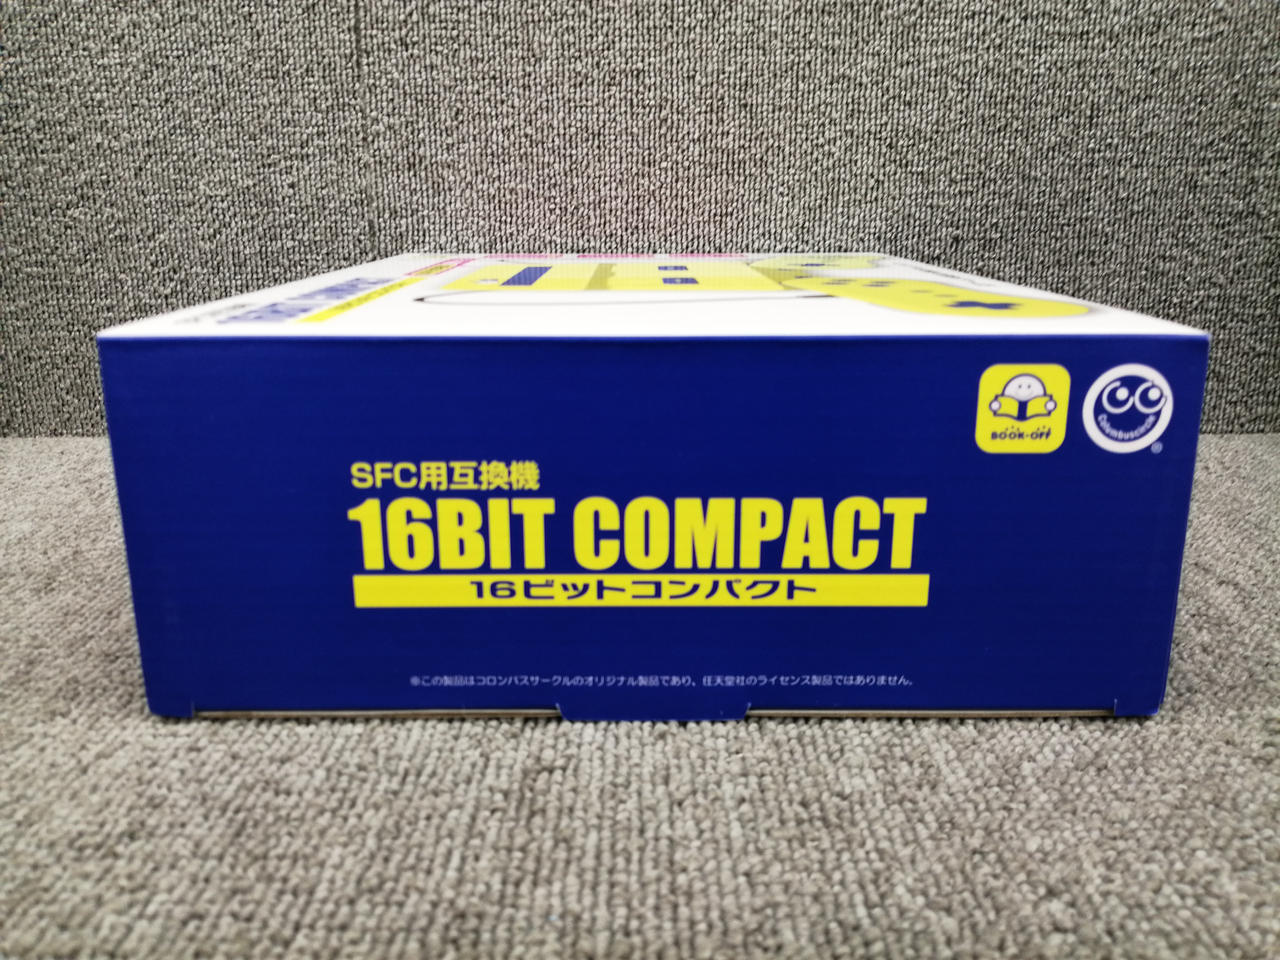 16BIT COMPACT
BOOK-OFF
Columbuscircle
®
SFC用互換機
16BIT COMPACT
16ビットコンパクト
※この製品はコロンバスサークルのオリジナル製品であり、任天堂社のライセンス製品ではありません。